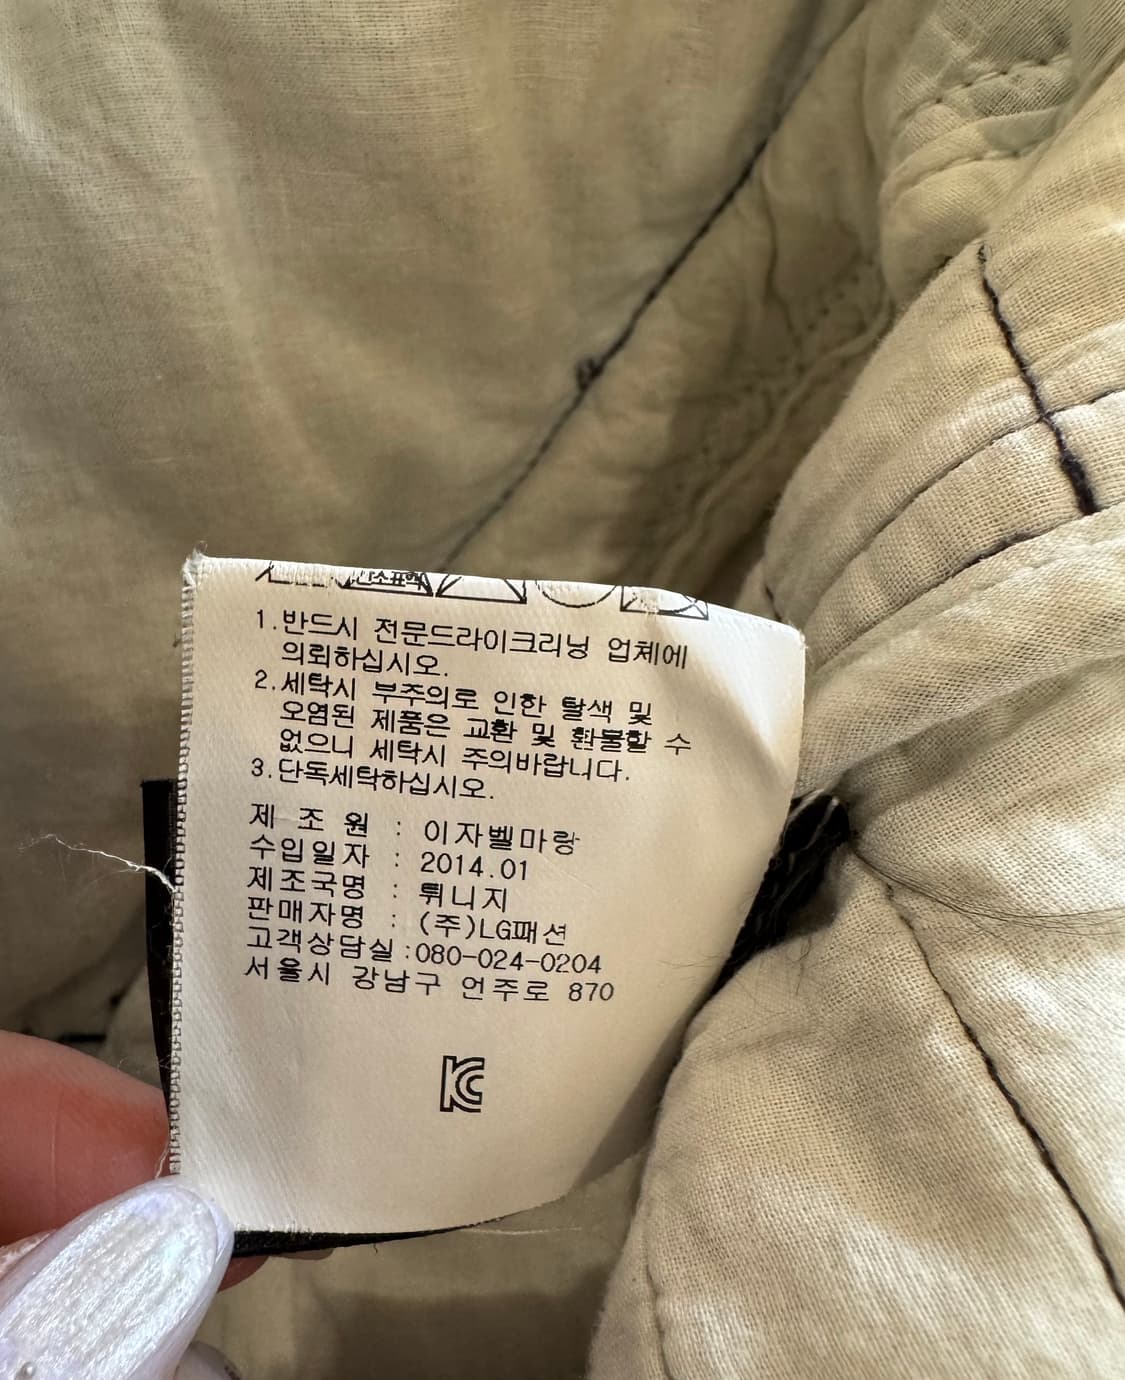 산소표백
1.반드시 전문드라이크리닝 업체에
의뢰하십시오.
2.세탁시 부주의로 인한 탈색 및
오염된 제품은 교환 및 환불할 수
없으니 세탁시 주의바랍니다.
3.단독세탁하십시오.
제 조 원 : 이자벨마랑
수입일자 : 2014.01
제조국명 : 튀니지
판매자명 : (주)LG패션
고객상담실:080-024-0204
서울시 강남구 언주로 870
KC